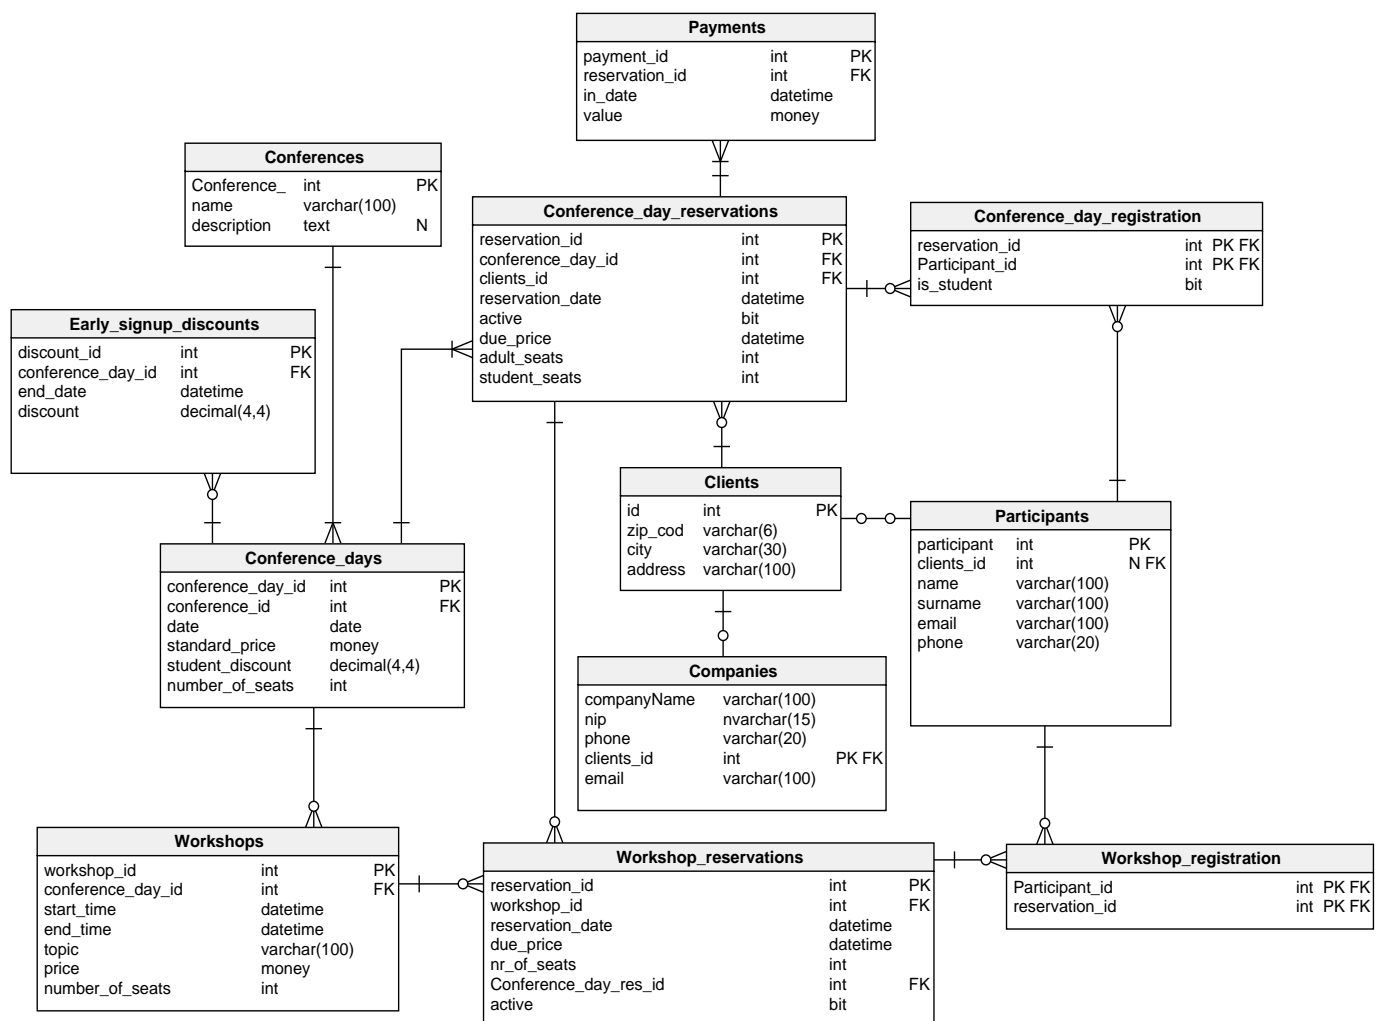 Payments
payment_id int PK
reservation_id int FK
in_date datetime
value money
Conferences
Conference_ int PK
name varchar(100)
description text N
Conference_day_reservations
reservation_id int PK
conference_day_id int FK
clients_id int FK
reservation_date datetime
active bit
due_price datetime
adult_seats int
student_seats int
Conference_day_registration
reservation_id int PK FK
Participant_id int PK FK
is_student bit
Early_signup_discounts
discount_id int PK
conference_day_id int FK
end_date datetime
discount decimal(4,4)
Clients
id int PK
zip_cod varchar(6)
city varchar(30)
address varchar(100)
Participants
participant int PK
clients_id int N FK
name varchar(100)
surname varchar(100)
email varchar(100)
phone varchar(20)
Conference_days
conference_day_id int PK
conference_id int FK
date date
standard_price money
student_discount decimal(4,4)
number_of_seats int
Companies
companyName varchar(100)
nip nvarchar(15)
phone varchar(20)
clients_id int PK FK
email varchar(100)
Workshops
workshop_id int PK
conference_day_id int FK
start_time datetime
end_time datetime
topic varchar(100)
price money
number_of_seats int
Workshop_reservations
reservation_id int PK
workshop_id int FK
reservation_date datetime
due_price datetime
nr_of_seats int
Conference_day_res_id int FK
active bit
Workshop_registration
Participant_id int PK FK
reservation_id int PK FK